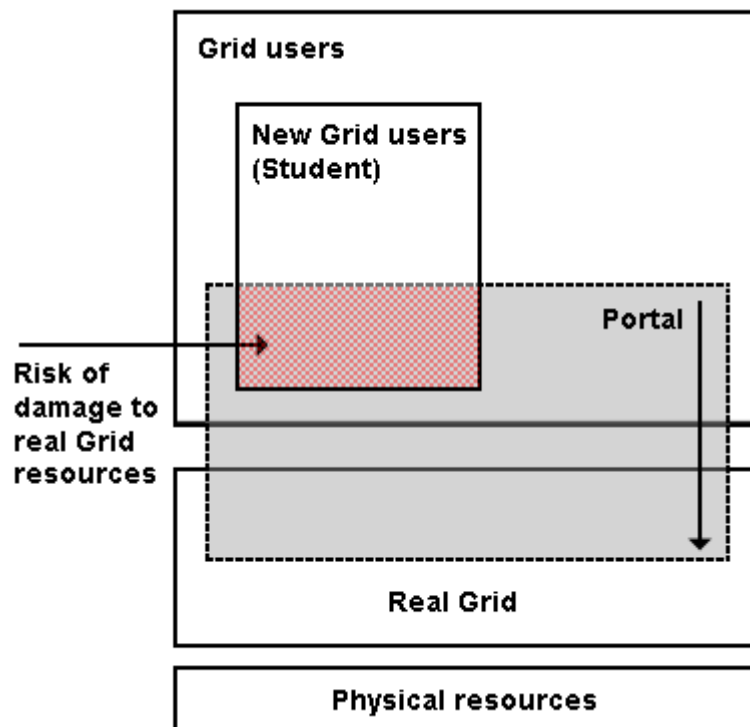 Grid users
New Grid users
(Student)
Portal
Risk of
damage to
real Grid
resources
Real Grid
Physical resources